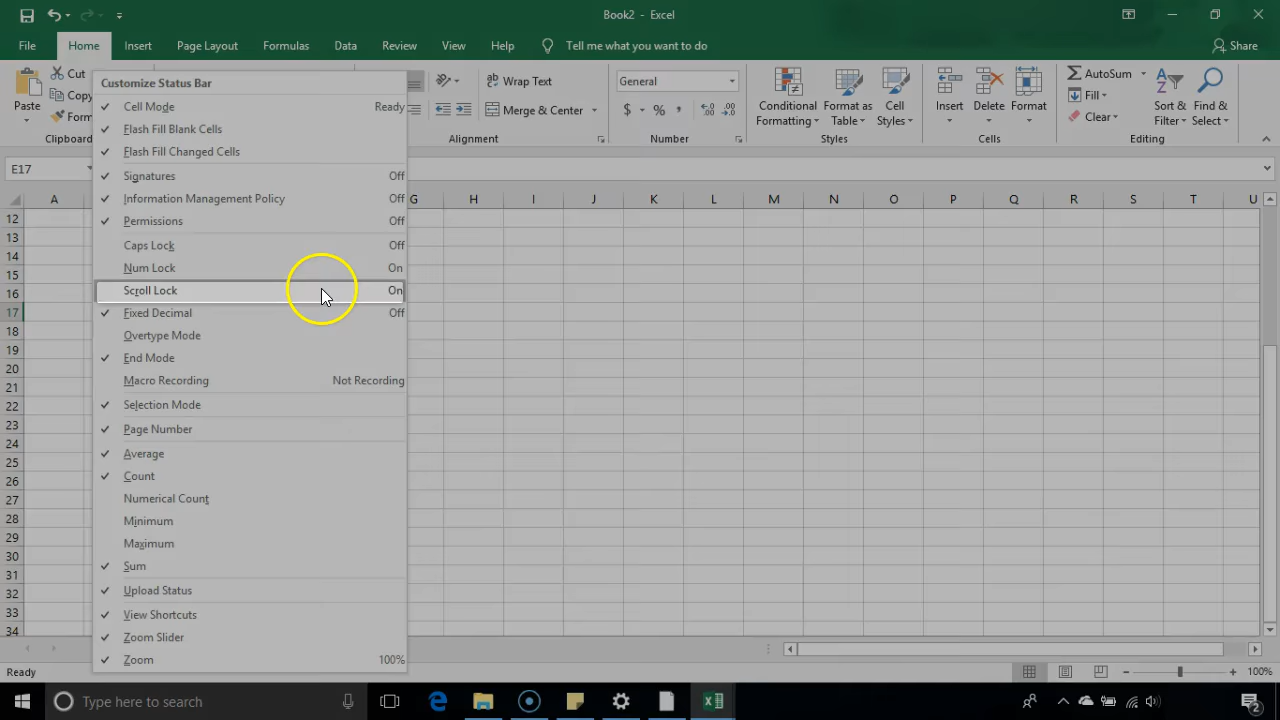 Book2 - Excel
File Home Insert Page Layout Formulas Data Review View Help Tell me what you want to do Share
Paste
Cut
Copy
Form
Clipboard
Wrap Text
Merge & Center
Alignment
General
$ % ,
Number
Conditional Formatting
Format as Table
Cell Styles
Styles
Insert
Delete
Format
Cells
AutoSum
Fill
Clear
Sort & Filter
Find & Select
Editing
E17
A G H I J K L M N O P Q R S T U
12
13
14
15
16
17
18
19
20
21
22
23
24
25
26
27
28
29
30
31
32
33
34
Customize Status Bar
Cell Mode Ready
Flash Fill Blank Cells
Flash Fill Changed Cells
Signatures Off
Information Management Policy Off
Permissions Off
Caps Lock Off
Num Lock On
Scroll Lock On
Fixed Decimal Off
Overtype Mode
End Mode
Macro Recording Not Recording
Selection Mode
Page Number
Average
Count
Numerical Count
Minimum
Maximum
Sum
Upload Status
View Shortcuts
Zoom Slider
Zoom 100%
Ready 100%
Type here to search
2